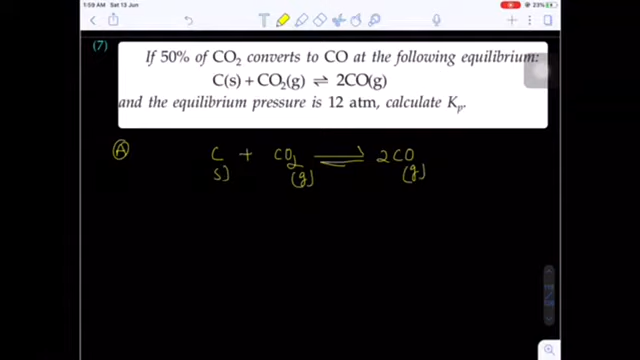 1:59 AM Sat 13 Jun
23%
(7)
If 50% of CO₂ converts to CO at the following equilibrium:
C(s) + CO₂(g) ⇌ 2CO(g)
and the equilibrium pressure is 12 atm, calculate Kₚ.
A C + CO₂ ⇌ 2CO
s) (g) (g)